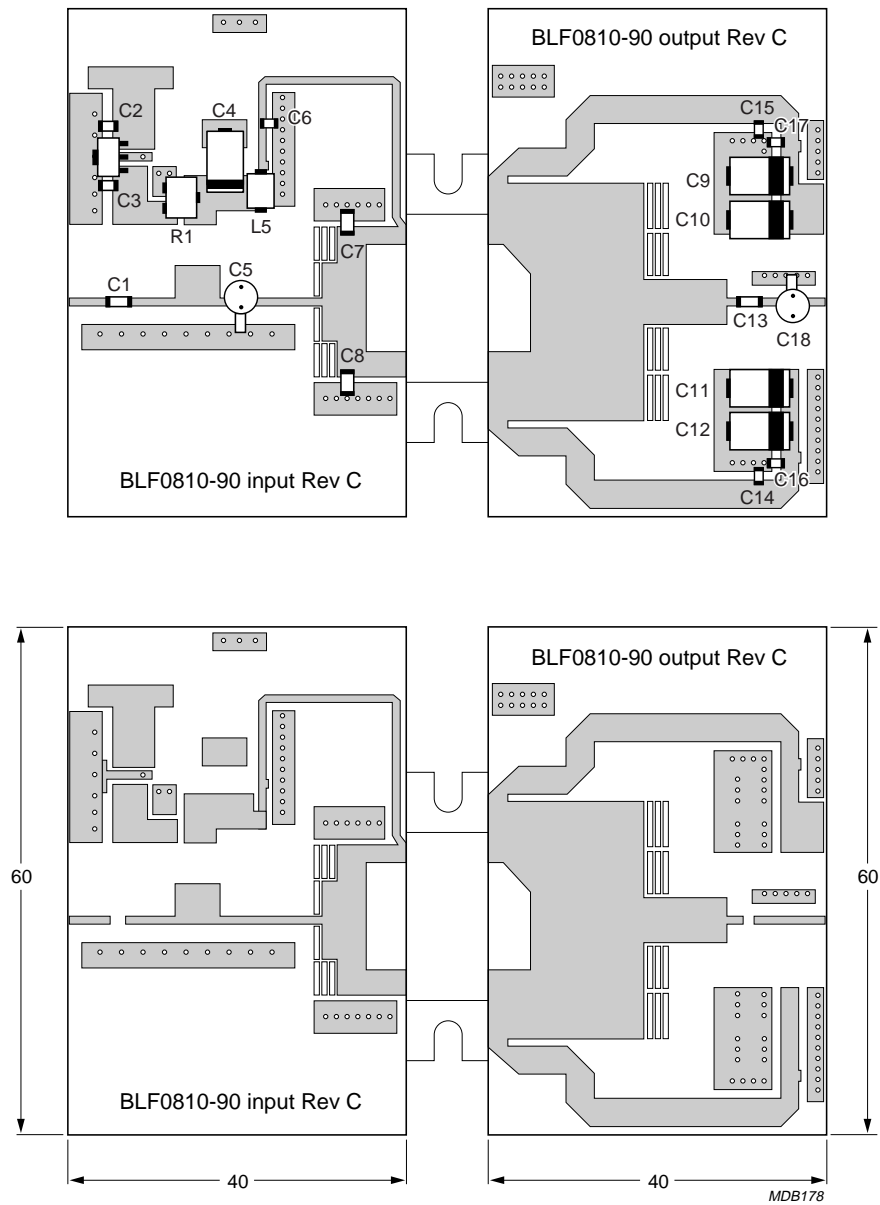 BLF0810-90 output Rev C
C2
C4
C6
C15
C17
C3
C9
R1
L5
C10
C7
C1
C5
C13
C18
C8
C11
C12
BLF0810-90 input Rev C
C16
C14
BLF0810-90 output Rev C
60
60
BLF0810-90 input Rev C
40
40
MDB178